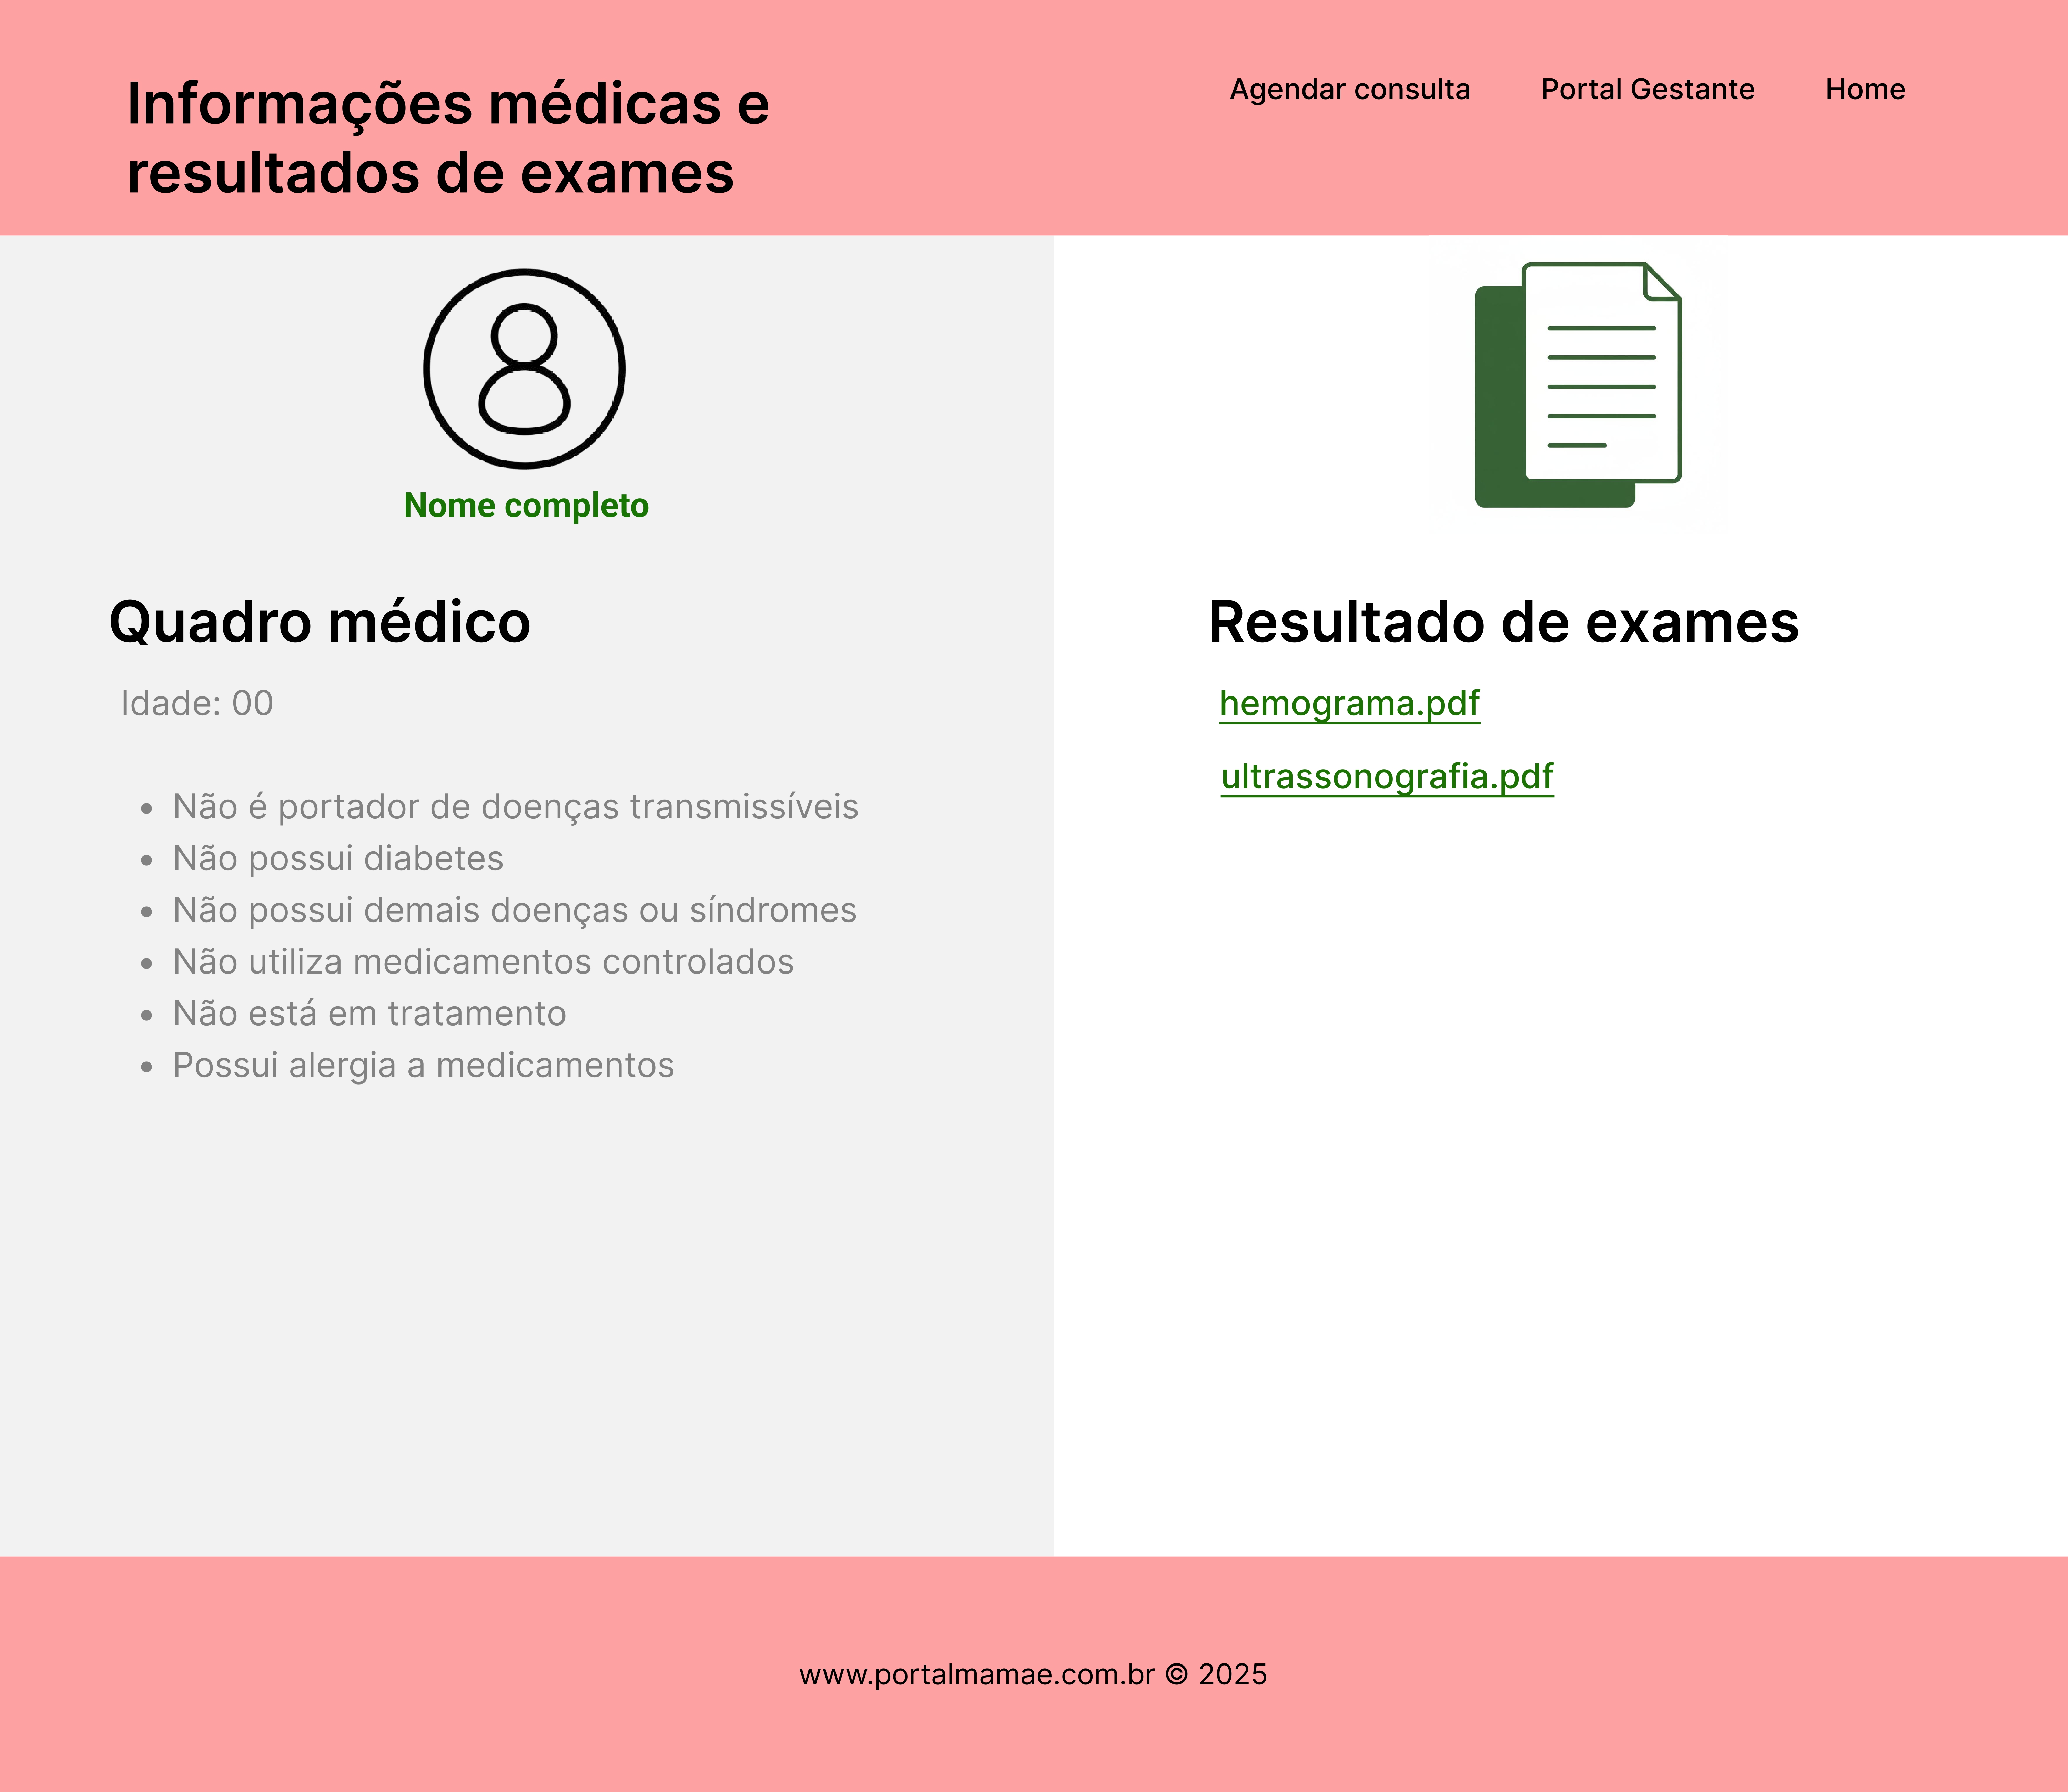 Informações médicas e
resultados de exames
Agendar consulta
Portal Gestante
Home
Nome completo
Quadro médico
Idade: 00
• Não é portador de doenças transmissíveis
• Não possui diabetes
• Não possui demais doenças ou síndromes
• Não utiliza medicamentos controlados
• Não está em tratamento
• Possui alergia a medicamentos
Resultado de exames
hemograma.pdf
ultrassonografia.pdf
www.portalmamae.com.br © 2025